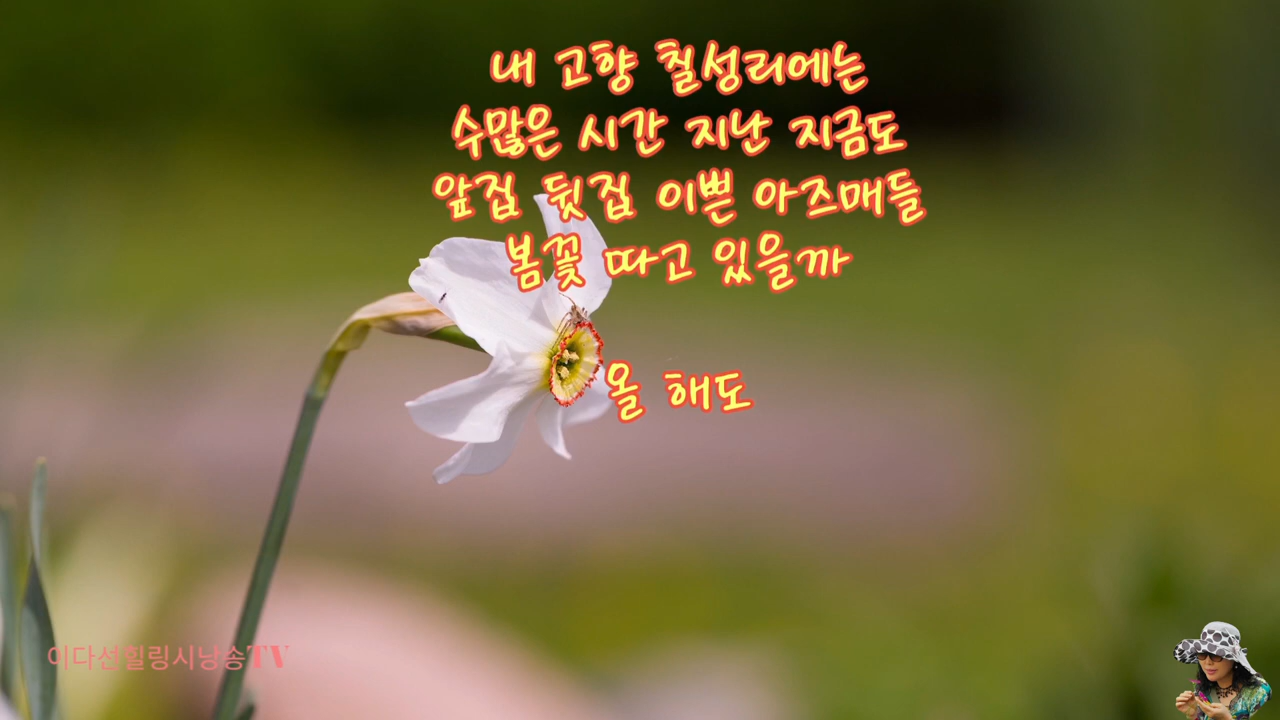 내 고향 칠성리에는
수많은 시간 지난 지금도
앞집 뒷집 이쁜 아즈매들
봄꽃 따고 있을까
올 해도
이다선힐링시낭송TV